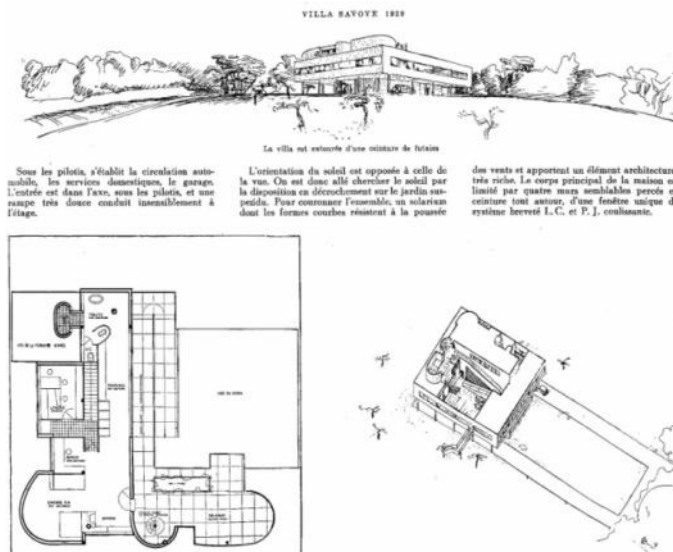 VILLA SAVOYE 1929
La villa est entourée d'une ceinture de futaies
Sous les pilotis, s'établit la circulation auto-
mobile, les services domestiques, le garage.
L'entrée est dans l'axe, sous les pilotis, et une
rampe très douce conduit insensiblement à
l'étage.
L'orientation du soleil est opposée à celle de
la vue. On est donc allé chercher le soleil par
la disposition en décrochement sur le jardin sus-
pendu. Pour couronner l'ensemble, un solarium
dont les formes courbes résistent à la poussée
des vents et apportent un élément architectura
très riche. Le corps principal de la maison es
limité par quatre murs semblables percés e
ceinture tout autour, d'une fenêtre unique d
système breveté L. C. et P. J. coulissante.